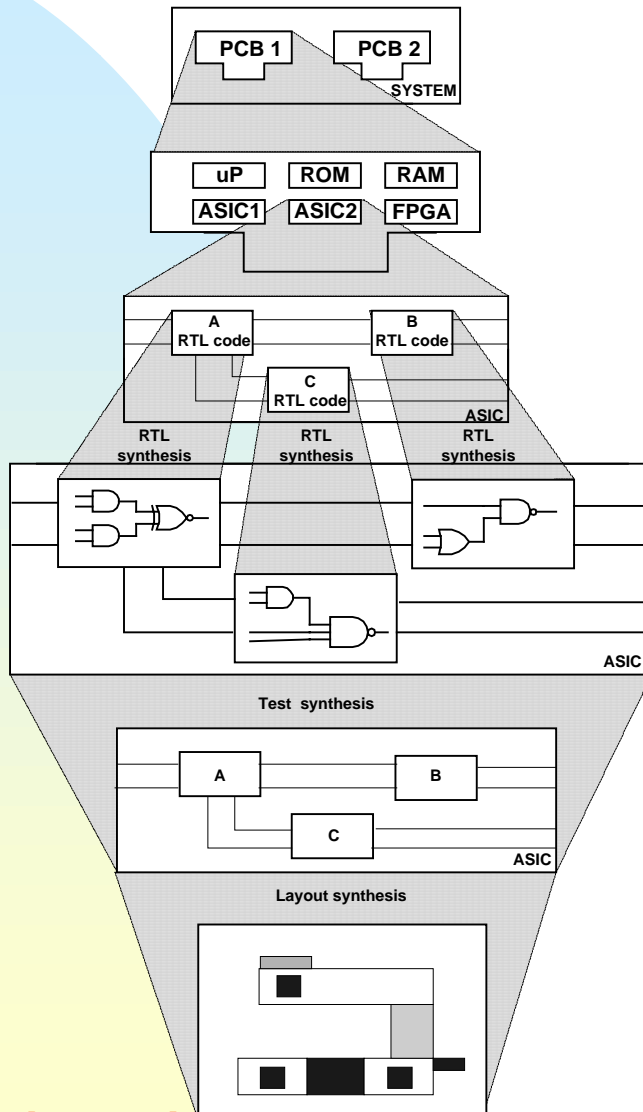 PCB 1 PCB 2
SYSTEM
uP ROM RAM
ASIC1 ASIC2 FPGA
A
RTL code
B
RTL code
C
RTL code
ASIC
RTL
synthesis
RTL
synthesis
RTL
synthesis
ASIC
Test synthesis
A
B
C
ASIC
Layout synthesis